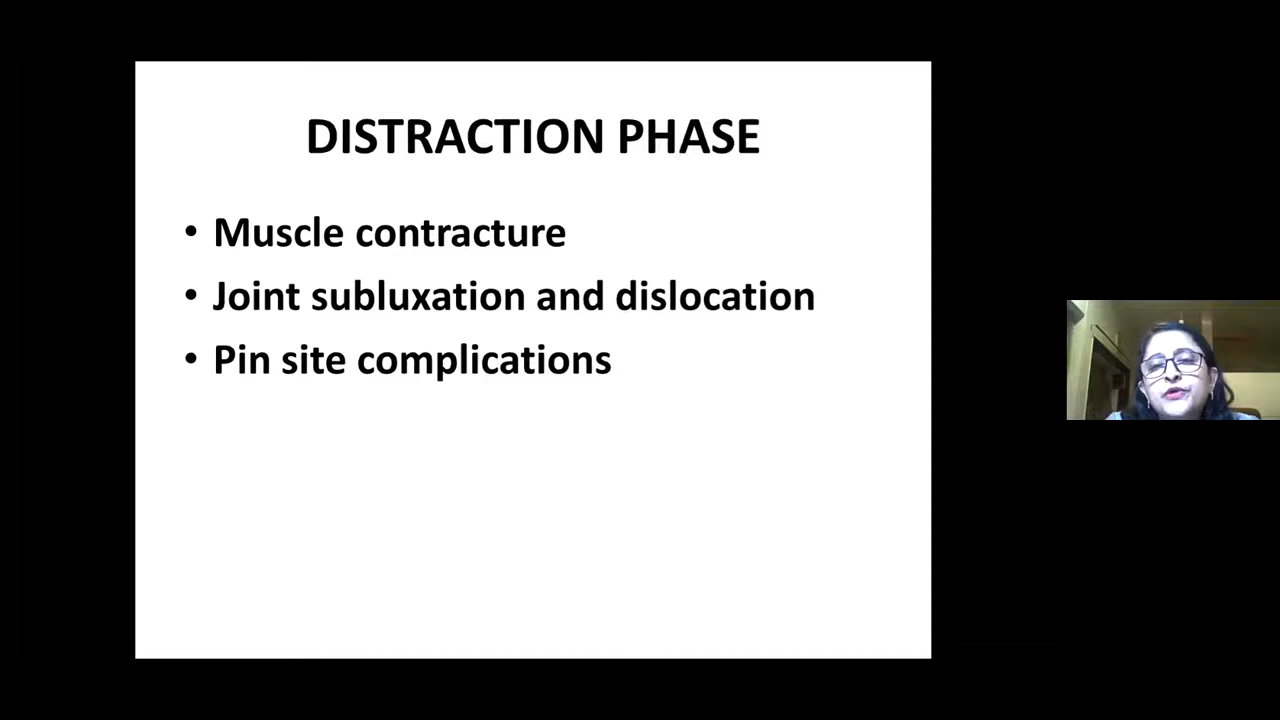 DISTRACTION PHASE
• Muscle contracture
• Joint subluxation and dislocation
• Pin site complications